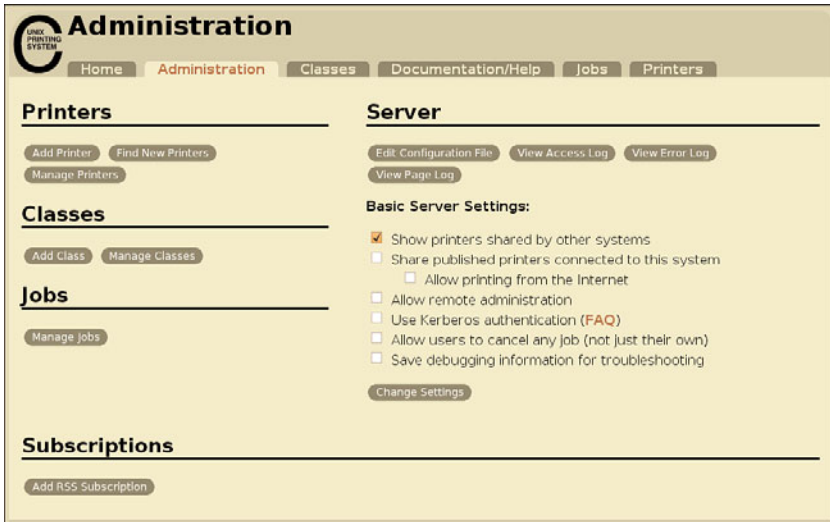 UNIX
PRINTING
SYSTEM
Administration
Home Administration Classes Documentation/Help Jobs Printers
Printers
Add Printer Find New Printers
Manage Printers
Classes
Add Class Manage Classes
Jobs
Manage Jobs
Server
Edit Configuration File View Access Log View Error Log
View Page Log
Basic Server Settings:
Show printers shared by other systems
Share published printers connected to this system
Allow printing from the Internet
Allow remote administration
Use Kerberos authentication (FAQ)
Allow users to cancel any job (not just their own)
Save debugging information for troubleshooting
Change Settings
Subscriptions
Add RSS Subscription